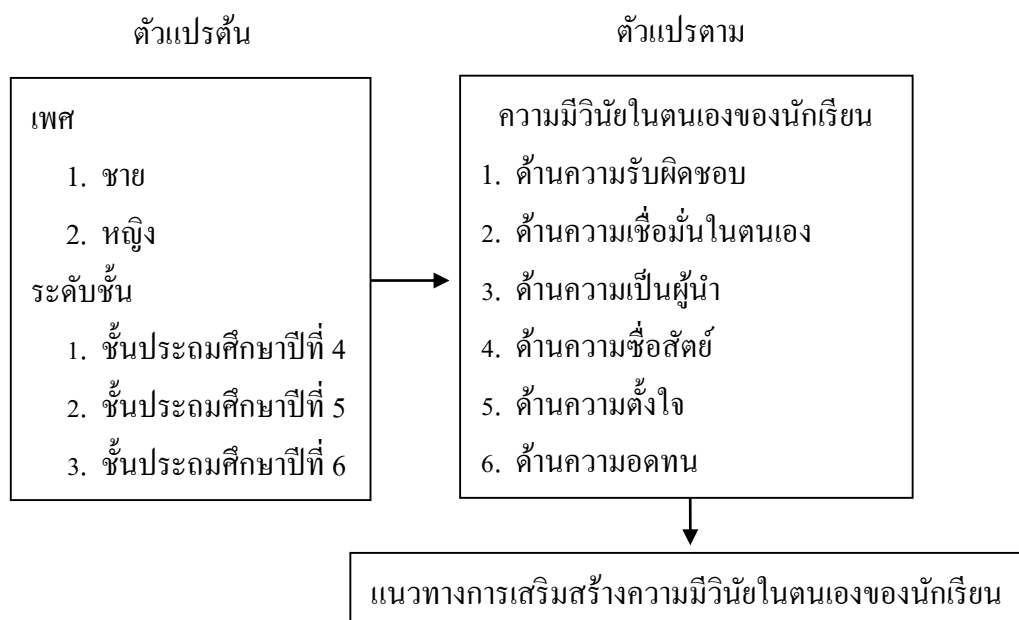 ตัวแปรต้น
ตัวแปรตาม
เพศ
1. ชาย
2. หญิง
ระดับชั้น
1. ชั้นประถมศึกษาปีที่ 4
2. ชั้นประถมศึกษาปีที่ 5
3. ชั้นประถมศึกษาปีที่ 6
ความมีวินัยในตนเองของนักเรียน
1. ด้านความรับผิดชอบ
2. ด้านความเชื่อมั่นในตนเอง
3. ด้านความเป็นผู้นำ
4. ด้านความซื่อสัตย์
5. ด้านความตั้งใจ
6. ด้านความอดทน
แนวทางการเสริมสร้างความมีวินัยในตนเองของนักเรียน